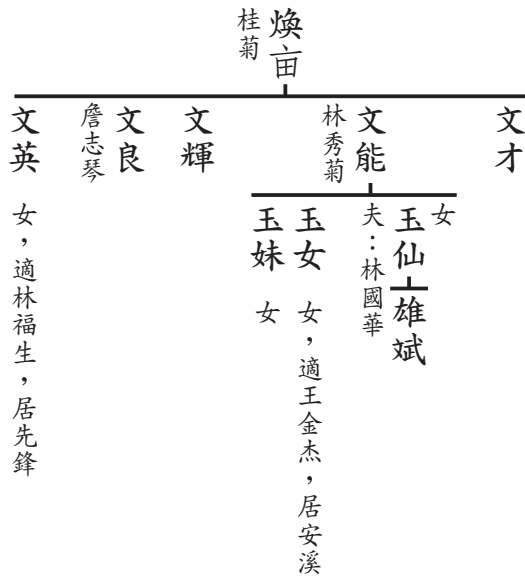 煥亩
桂菊
文才
文能
林秀菊
文輝
文良
詹志琴
文英 女，適林福生，居先鋒
女
玉仙
夫：林國華
雄斌
玉女 女，適王金杰，居安溪
玉妹 女